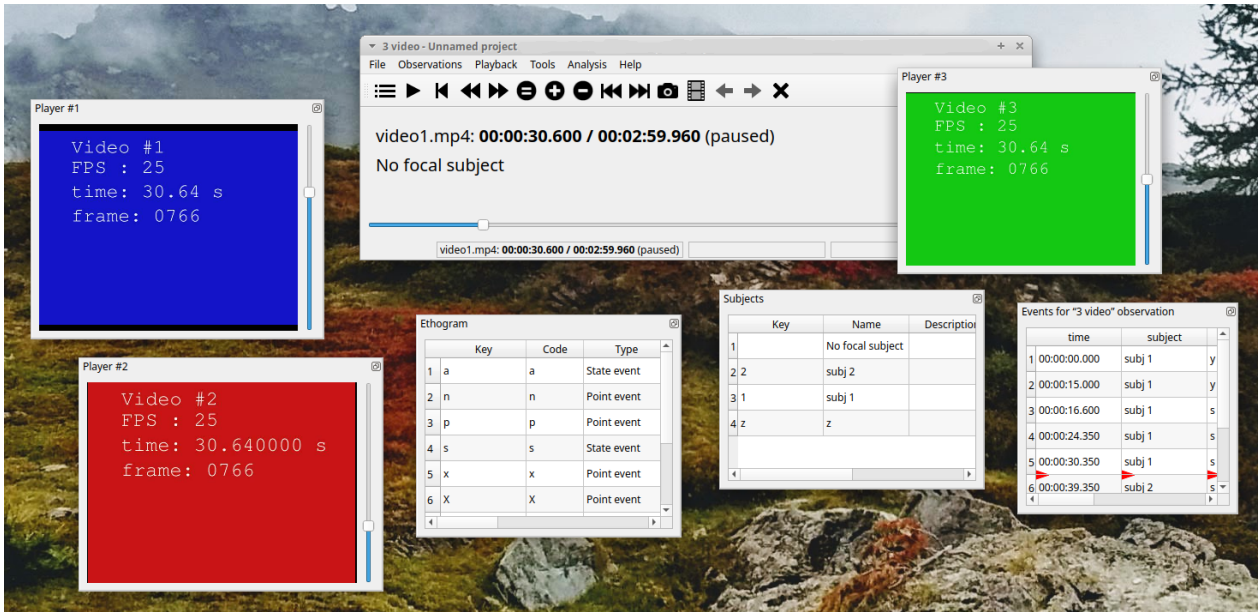 3 video - Unnamed project
File Observations Playback Tools Analysis Help
video1.mp4: 00:00:30.600 / 00:02:59.960 (paused)
No focal subject
video1.mp4: 00:00:30.600 / 00:02:59.960 (paused)
Player #1
Video #1
FPS : 25
time: 30.64 s
frame: 0766
Player #3
Video #3
FPS : 25
time: 30.64 s
frame: 0766
Player #2
Video #2
FPS : 25
time: 30.640000 s
frame: 0766
Ethogram
Key Code Type
1 a a State event
2 n n Point event
3 p p Point event
4 s s State event
5 x x Point event
6 X X Point event
Subjects
Key Name Description
1 No focal subject
2 2 subj 2
3 1 subj 1
4 z z
Events for "3 video" observation
time subject
1 00:00:00.000 subj 1 y
2 00:00:15.000 subj 1 y
3 00:00:16.600 subj 1 s
4 00:00:24.350 subj 1 s
5 00:00:30.350 subj 1 s
6 00:00:39.350 subj 2 s